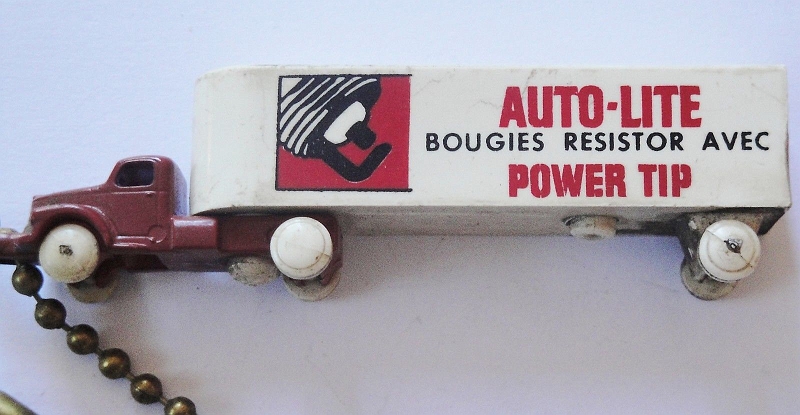 AUTO-LITE
BOUGIES RESISTOR AVEC
POWER TIP